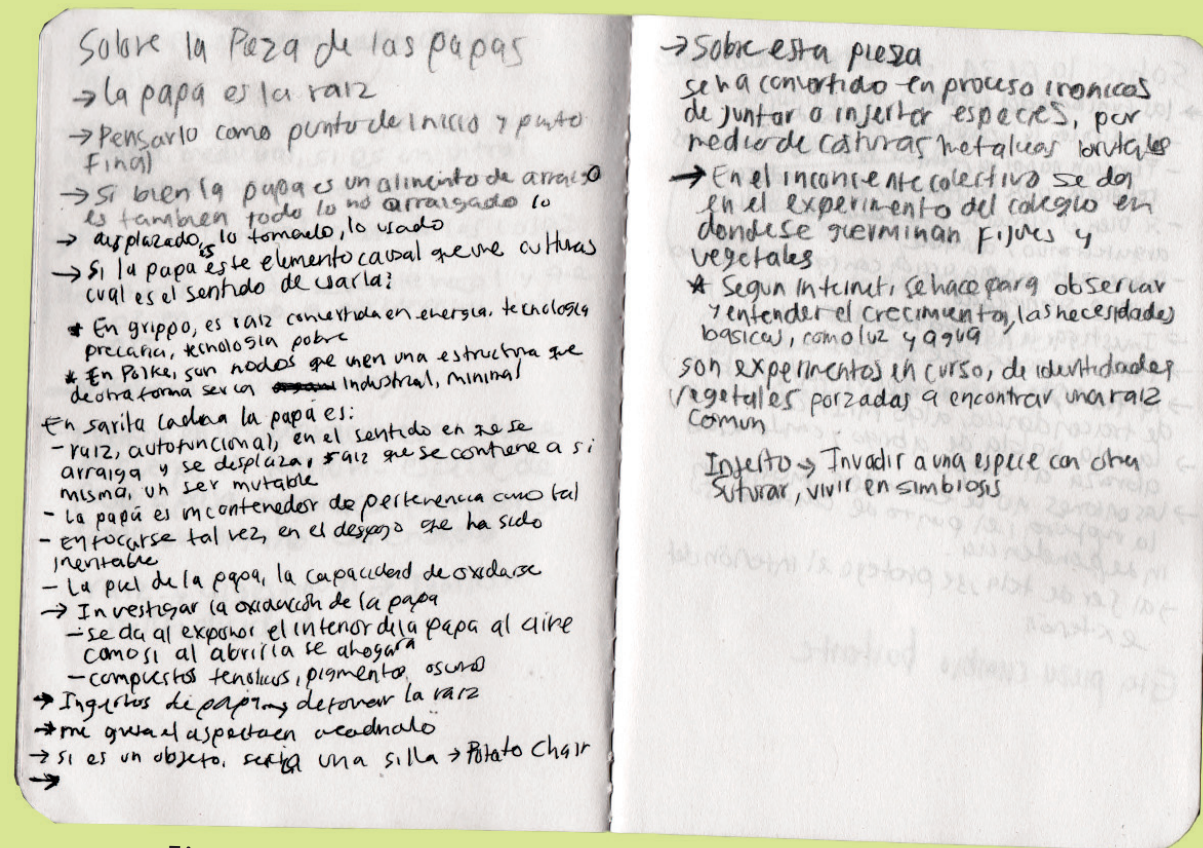 Sobre la Pieza de las papas
→ la papa es la raiz
→ Pensarlo como punto de inicio y punto
Final
→ Si bien la papa es un alimento de arraigo
es tambien todo lo no arraigado lo
→ desplazado, lo tomado, lo usado
→ Si la papa es este elemento causal que une culturas
cual es el sentido de usarla?
* En grippo, es raiz convertida en energia, tecnologia
precaria, tecnologia pobre
* En Polke, son nodos que unen una estructura que
de otra forma seria industrial, minimal
En sarita la papa es:
- raiz, autofuncional, en el sentido en que se
arraiga y se desplaza, raiz que se contiene a si
misma, un ser mutable
- La papa es contenedor de pertenencia como tal
- enfocarse tal vez, en el despojo que ha sido
inevitable
- La piel de la papa, la capacidad de oxidarse
→ Investigar la oxidación de la papa
- se da al exponer el interior de la papa al aire
como si al abrirla se ahogara
- compuestos fenolicos, pigmento, oscuro
→ Ingertos de papa → la raiz
→ me gusta el aspecto
→ si es un objeto, seria una silla → Potato Chair
→
→ Sobre esta pieza
se ha convertido en proceso ironicos
de juntar o injertar especies, por
medio de metalicas brutales
→ En el inconciente colectivo se da
en el experimento del colegio en
donde se germinan Fijoles y
vegetales
* Segun internet, se hace para observar
y entender el crecimiento, las necesidades
basicas, como luz y agua
son experimentos en curso, de identidades
vegetales forzadas a encontrar una raiz
comun
Injerto → Invadir a una especie con otra
Suturar, vivir en simbiosis